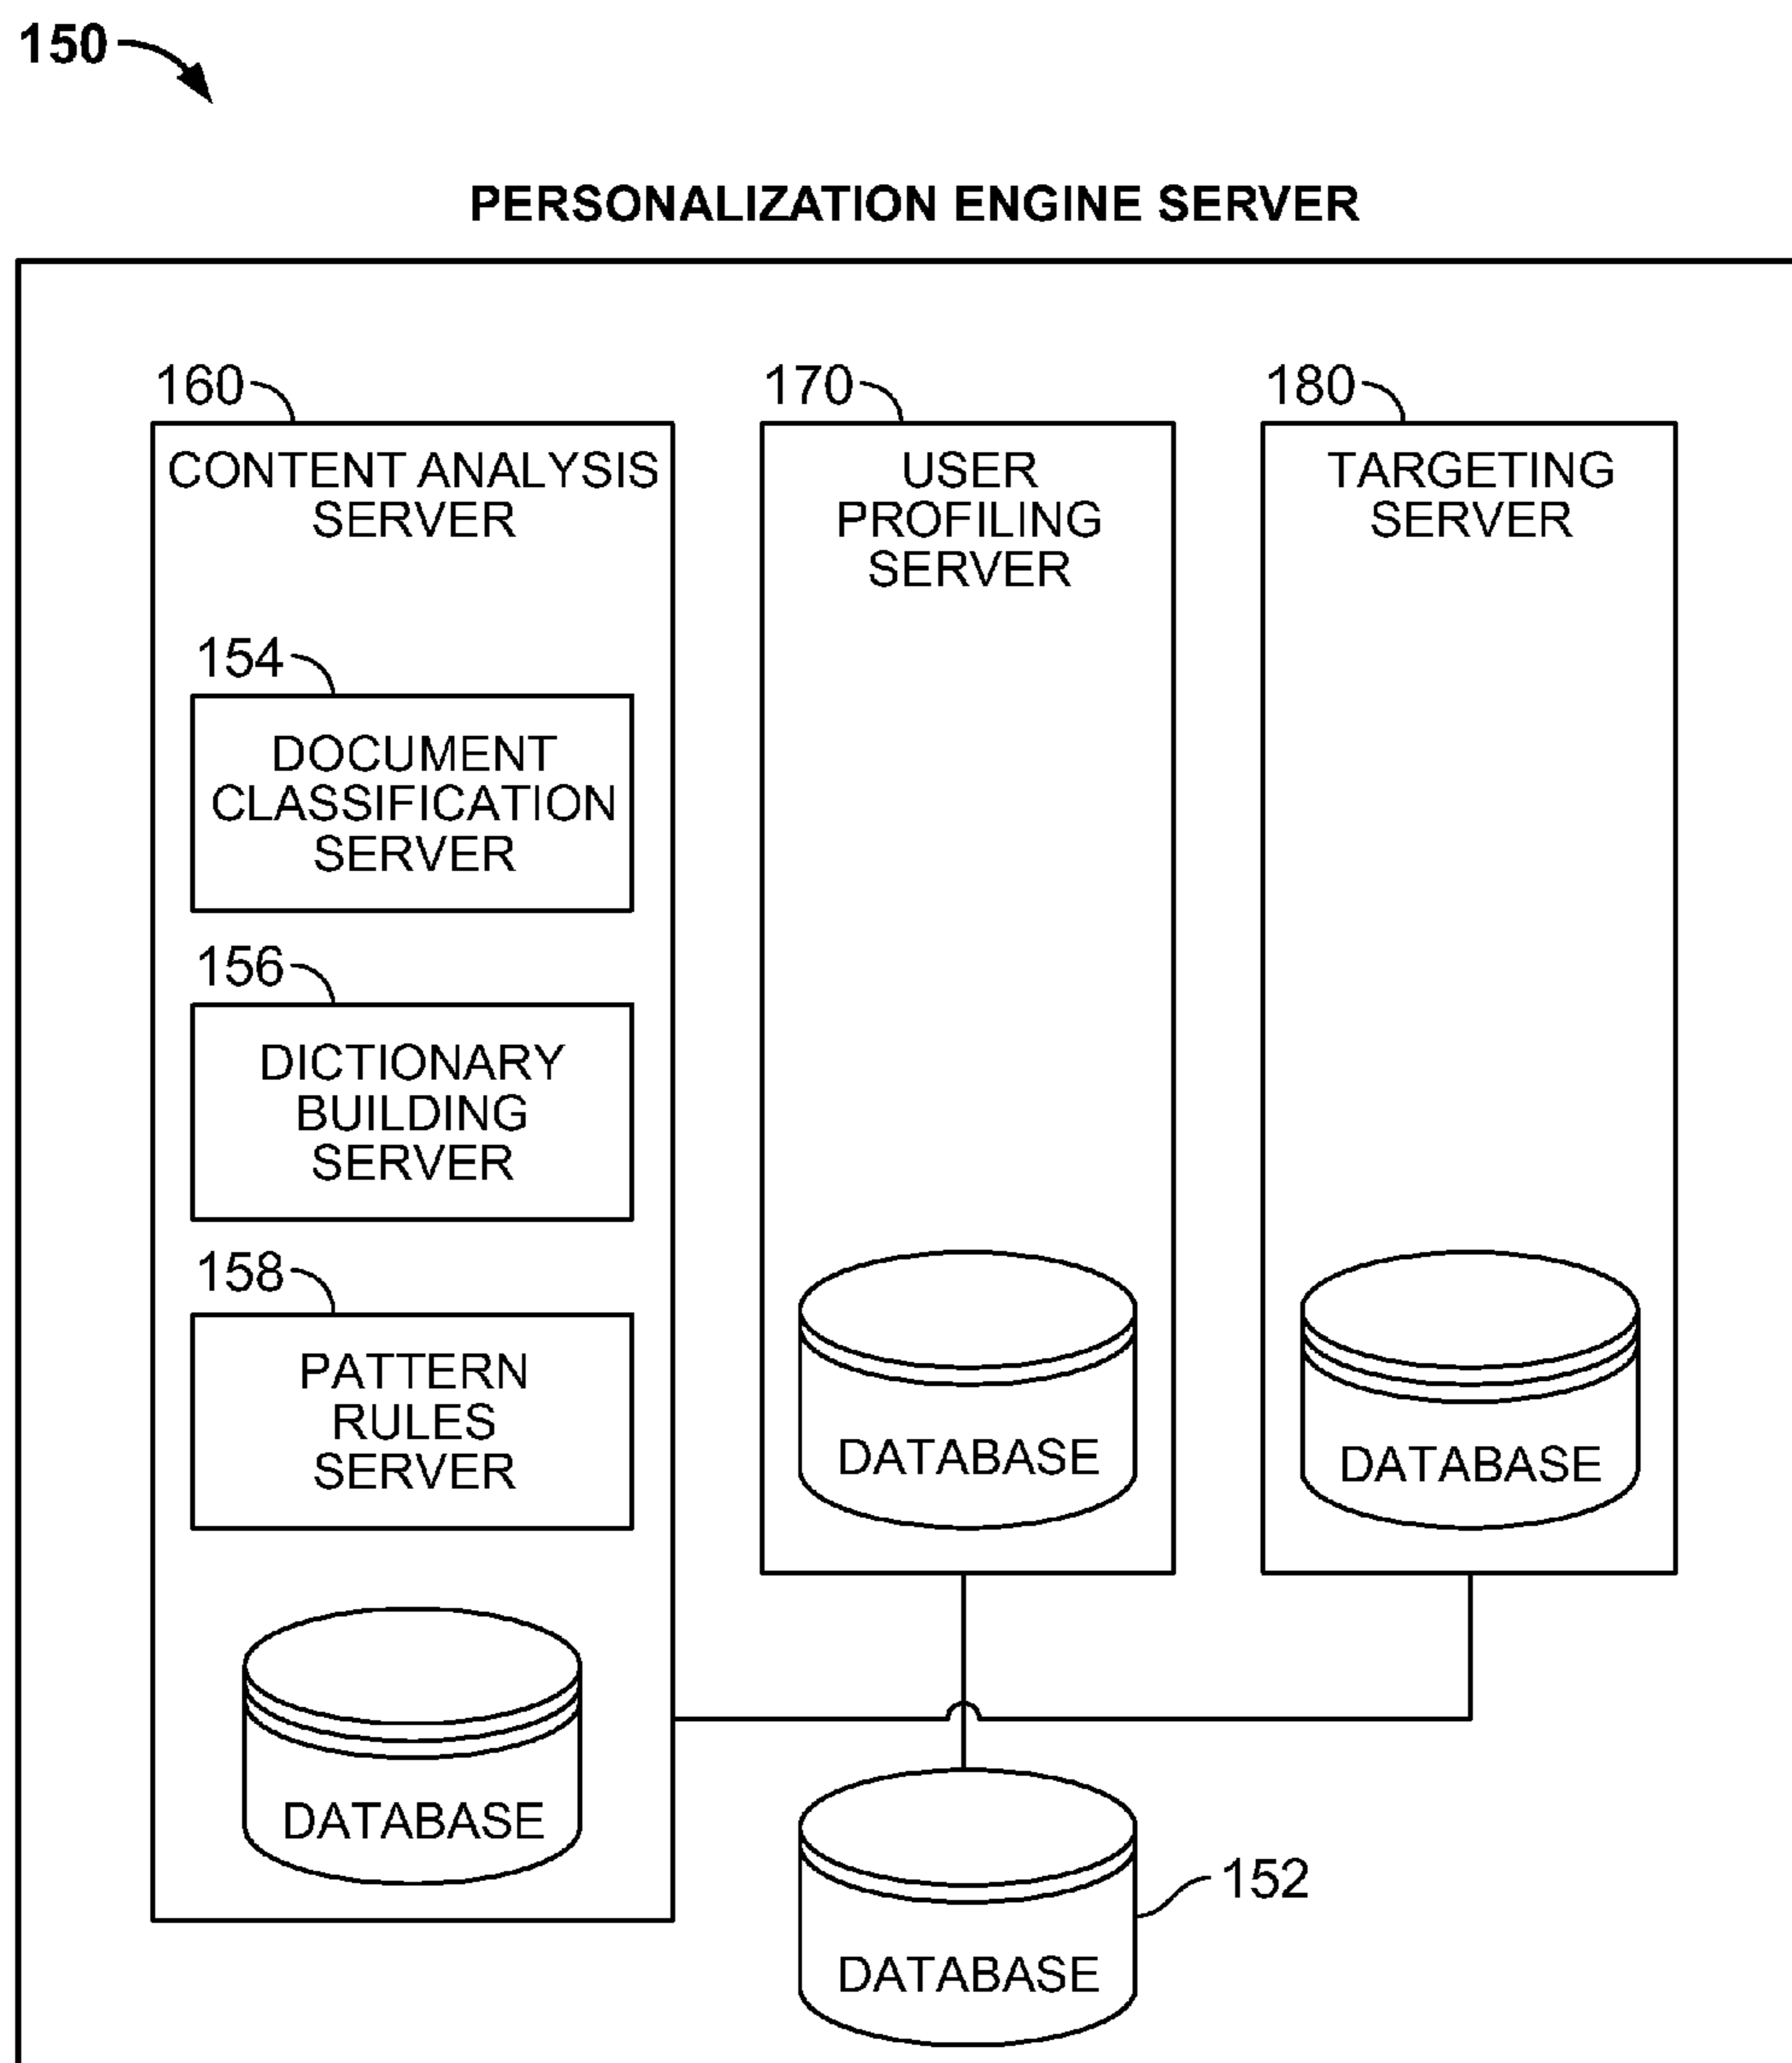 150
PERSONALIZATION ENGINE SERVER
160
CONTENT ANALYSIS
SERVER
154
DOCUMENT
CLASSIFICATION
SERVER
156
DICTIONARY
BUILDING
SERVER
158
PATTERN
RULES
SERVER
DATABASE
170
USER
PROFILING
SERVER
DATABASE
180
TARGETING
SERVER
DATABASE
152
DATABASE